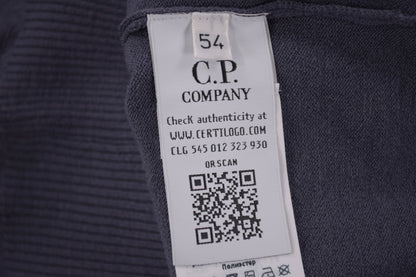 54
C.P.
COMPANY
Check authenticity at
WWW.CERTILOGO.COM
CLG 545 012 323 930
OR SCAN
Полиэстер